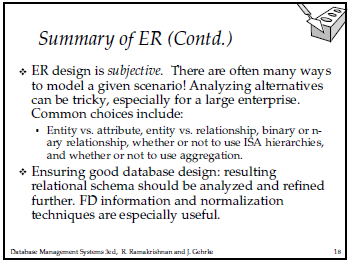 Summary of ER (Contd.)
❖ ER design is subjective. There are often many ways
to model a given scenario! Analyzing alternatives
can be tricky, especially for a large enterprise.
Common choices include:
▪ Entity vs. attribute, entity vs. relationship, binary or n-
ary relationship, whether or not to use ISA hierarchies,
and whether or not to use aggregation.
❖ Ensuring good database design: resulting
relational schema should be analyzed and refined
further. FD information and normalization
techniques are especially useful.
Database Management Systems 3ed, R. Ramakrishnan and J. Gehrke 18